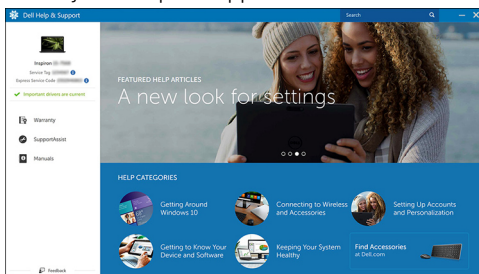 Dell Help & Support
Search
Inspiron
Service Tag
Express Service Code
Important drivers are current
Warranty
SupportAssist
Manuals
Feedback
FEATURED HELP ARTICLES
A new look for settings
HELP CATEGORIES
Getting Around
Windows 10
Connecting to Wireless
and Accessories
Setting Up Accounts
and Personalization
Getting to Know Your
Device and Software
Keeping Your System
Healthy
Find Accessories
at Dell.com